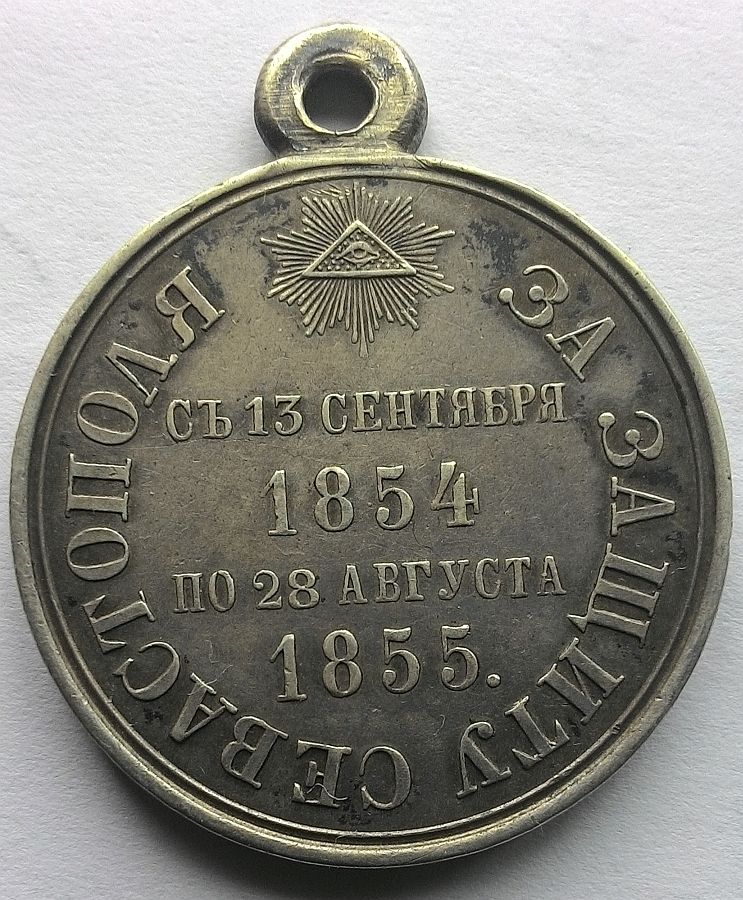 ЗА ЗАЩИТУ СЕВАСТОПОЛЯ
СЪ 13 СЕНТЯБРЯ
1854
ПО 28 АВГУСТА
1855.